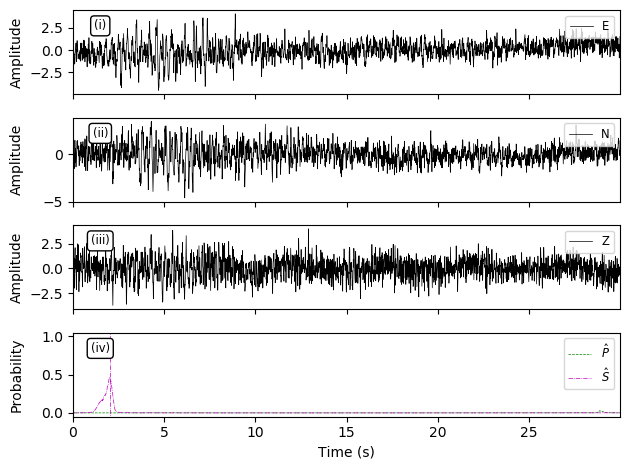 (i)
E
Amplitude
2.5
0.0
−2.5
(ii)
N
Amplitude
0
−5
(iii)
Z
Amplitude
2.5
0.0
−2.5
(iv)
P̂
Ŝ
Probability
1.0
0.5
0.0
0 5 10 15 20 25
Time (s)